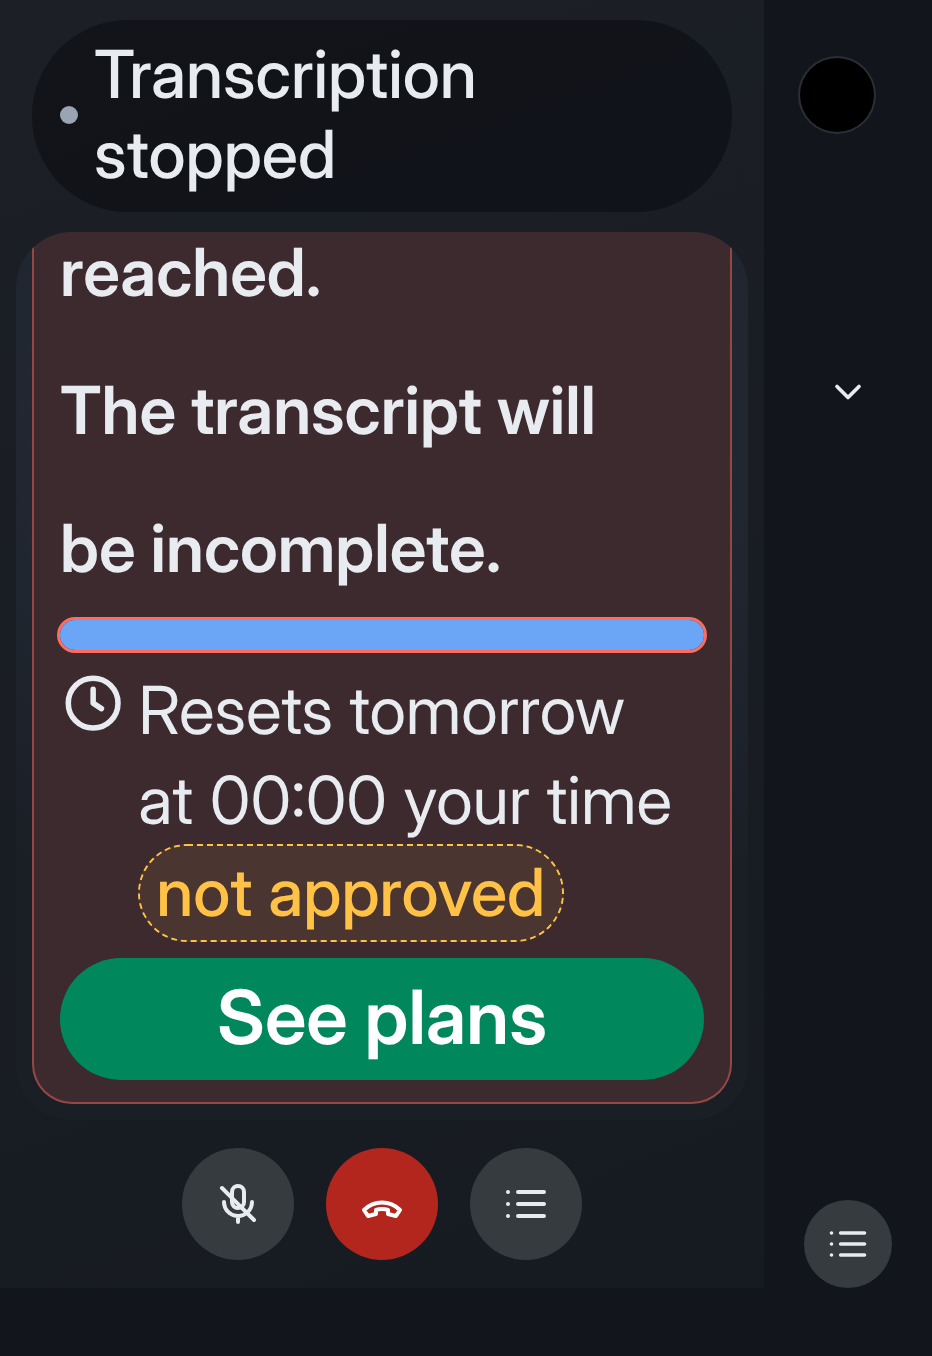 Transcription
stopped
reached.
The transcript will
be incomplete.
Resets tomorrow
at 00:00 your time
not approved
See plans